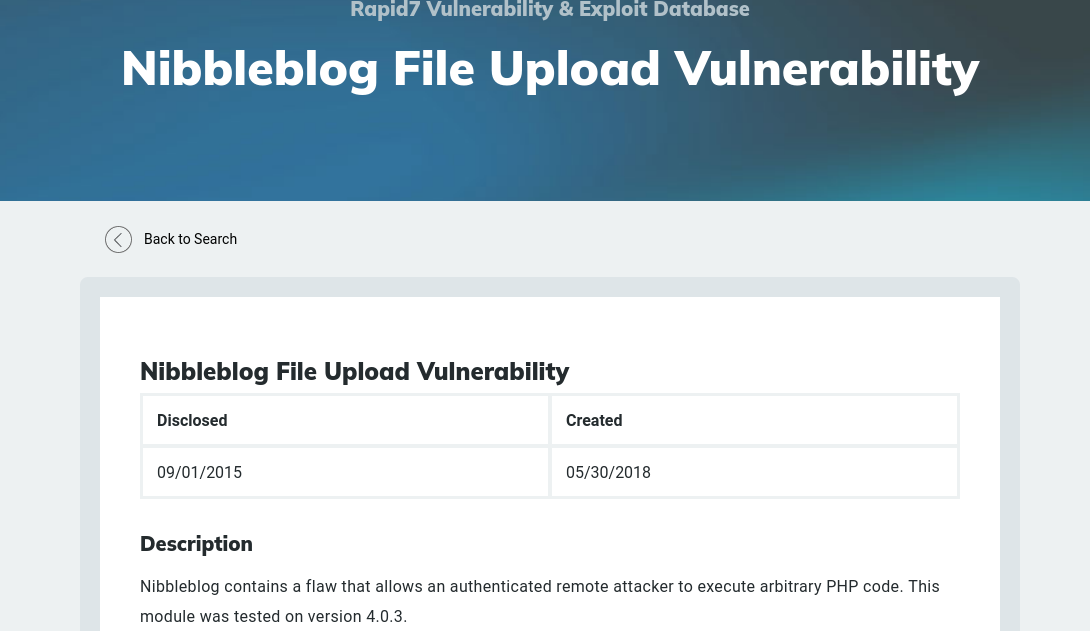 Rapid7 Vulnerability & Exploit Database
Nibbleblog File Upload Vulnerability
Back to Search
Nibbleblog File Upload Vulnerability
Disclosed Created
09/01/2015 05/30/2018
Description
Nibbleblog contains a flaw that allows an authenticated remote attacker to execute arbitrary PHP code. This
module was tested on version 4.0.3.